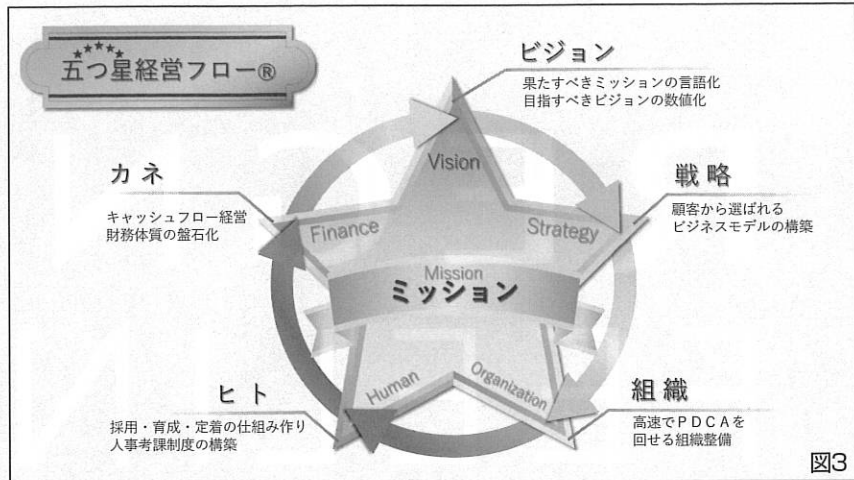 五つ星経営フロー®
ビジョン
果たすべきミッションの言語化
目指すべきビジョンの数値化
カネ
キャッシュフロー経営
財務体質の盤石化
戦略
顧客から選ばれる
ビジネスモデルの構築
Vision
Finance
Strategy
Mission
ミッション
Human
Organization
ヒト
採用・育成・定着の仕組み作り
人事考課制度の構築
組織
高速でPDCAを
回せる組織整備
図3